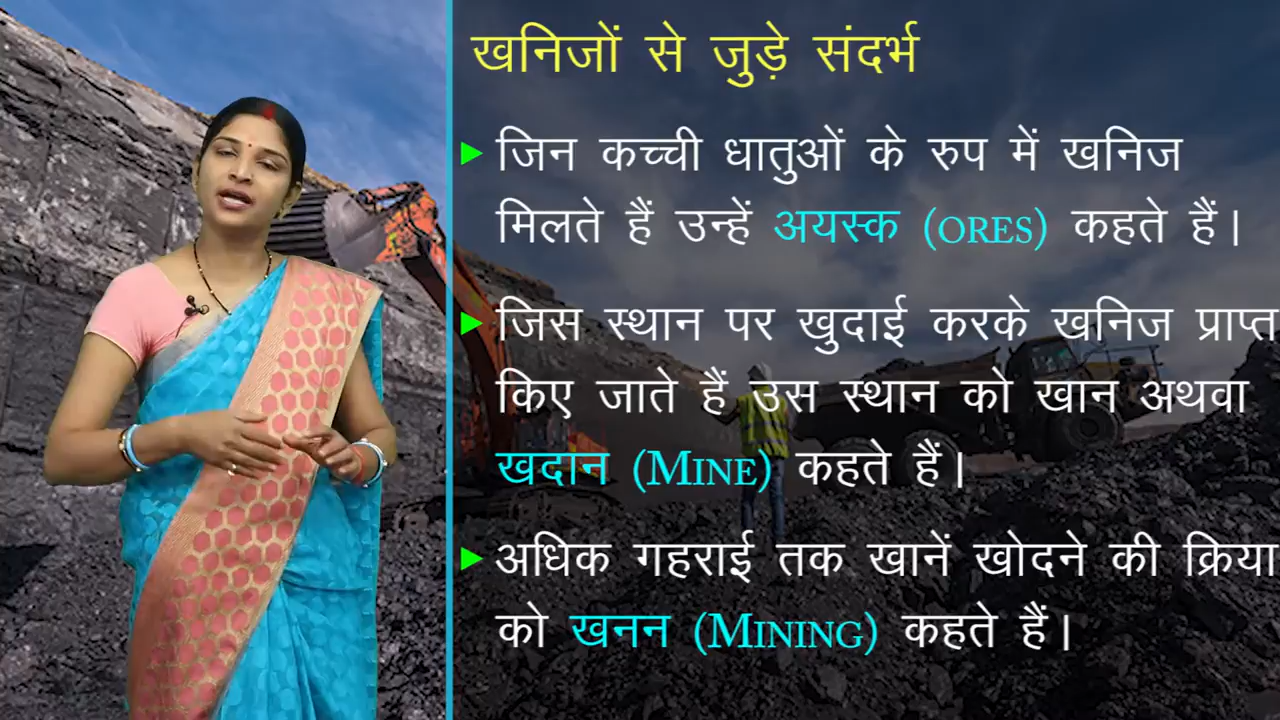 खनिजों से जुड़े संदर्भ
जिन कच्ची धातुओं के रुप में खनिज
मिलते हैं उन्हें अयस्क (ORES) कहते हैं।
जिस स्थान पर खुदाई करके खनिज प्राप्त
किए जाते हैं उस स्थान को खान अथवा
खदान (MINE) कहते हैं।
अधिक गहराई तक खानें खोदने की क्रिया
को खनन (MINING) कहते हैं।